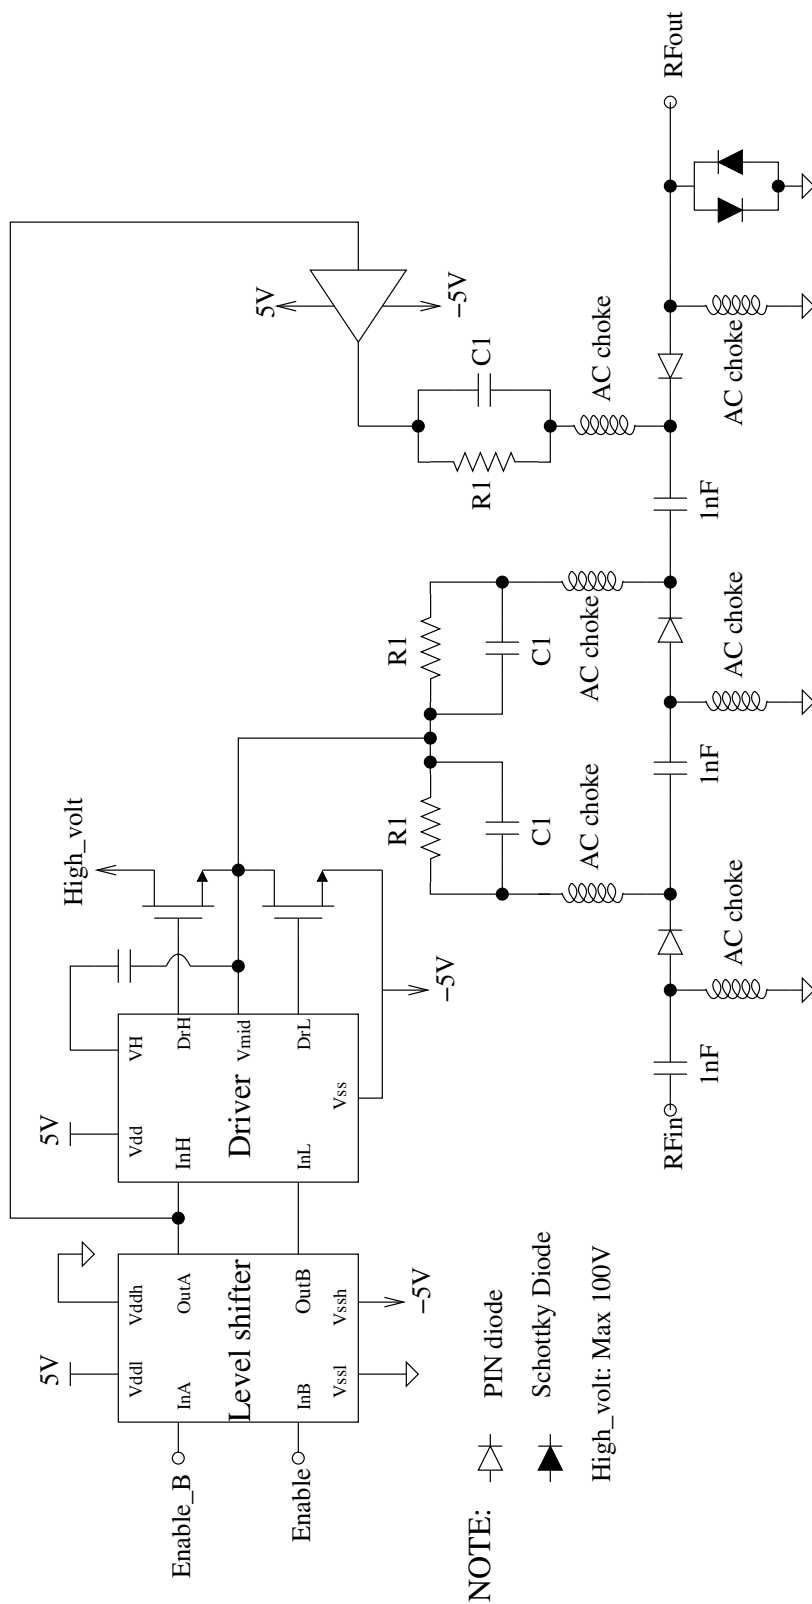 Enable_B
Enable
Level shifter
Vddl
Vddh
InA
OutA
InB
OutB
Vssl
Vssh
5V
−5V
Driver
Vdd
VH
InH
DrH
Vmid
InL
DrL
Vss
5V
−5V
High_volt
5V
−5V
R1
C1
R1
C1
R1
C1
AC choke
AC choke
AC choke
RFin
1nF
AC choke
1nF
AC choke
1nF
AC choke
RFout
NOTE:
PIN diode
Schottky Diode
High_volt: Max 100V